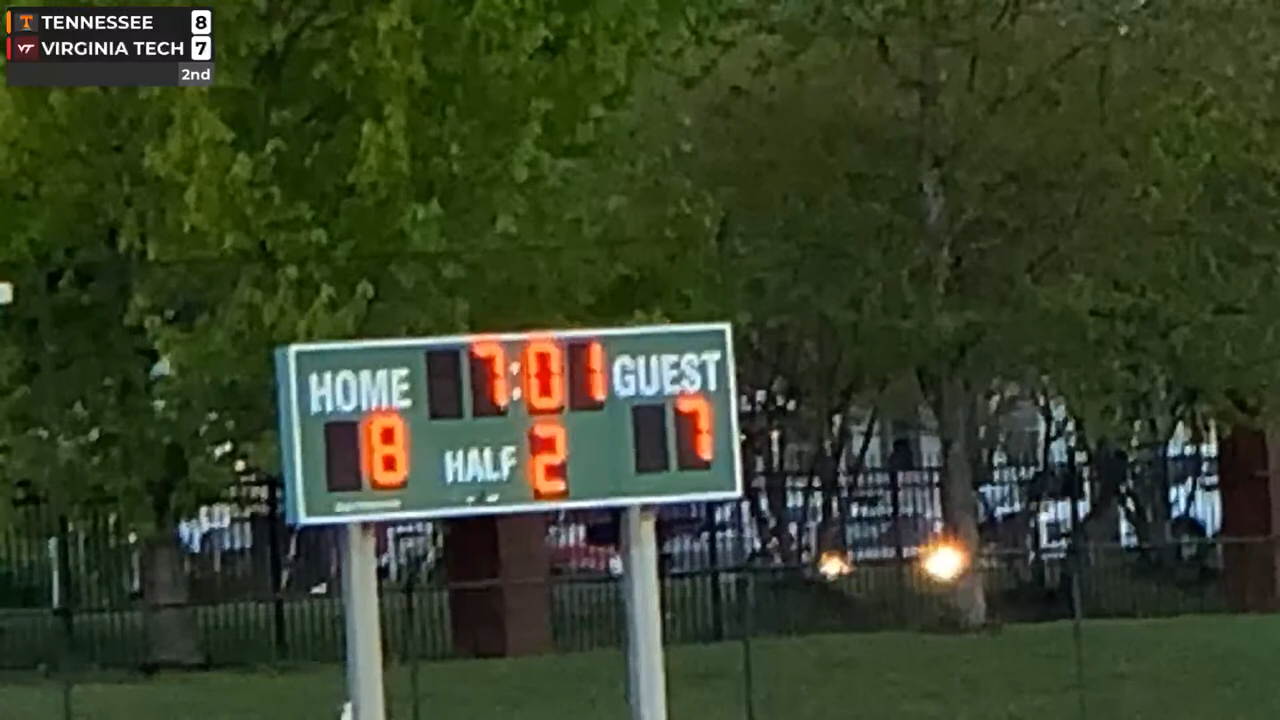 TENNESSEE 8
VT VIRGINIA TECH 7
2nd
7:01
HOME GUEST
8 HALF 2 7